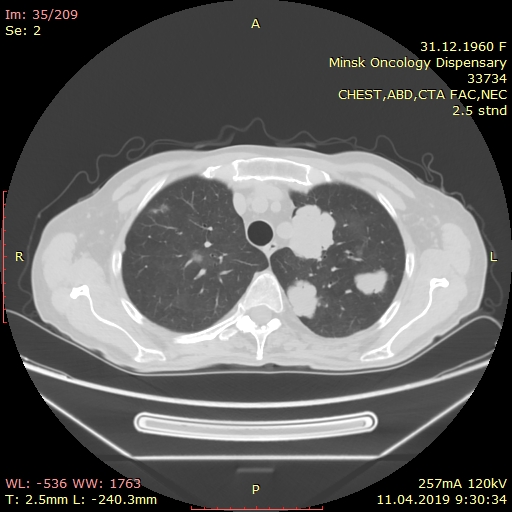 Im: 35/209
Se: 2
A
31.12.1960 F
Minsk Oncology Dispensary
33734
CHEST,ABD,CTA FAC,NEC
2.5 stnd
R
L
WL: -536 WW: 1763
T: 2.5mm L: -240.3mm
P
257mA 120kV
11.04.2019 9:30:34